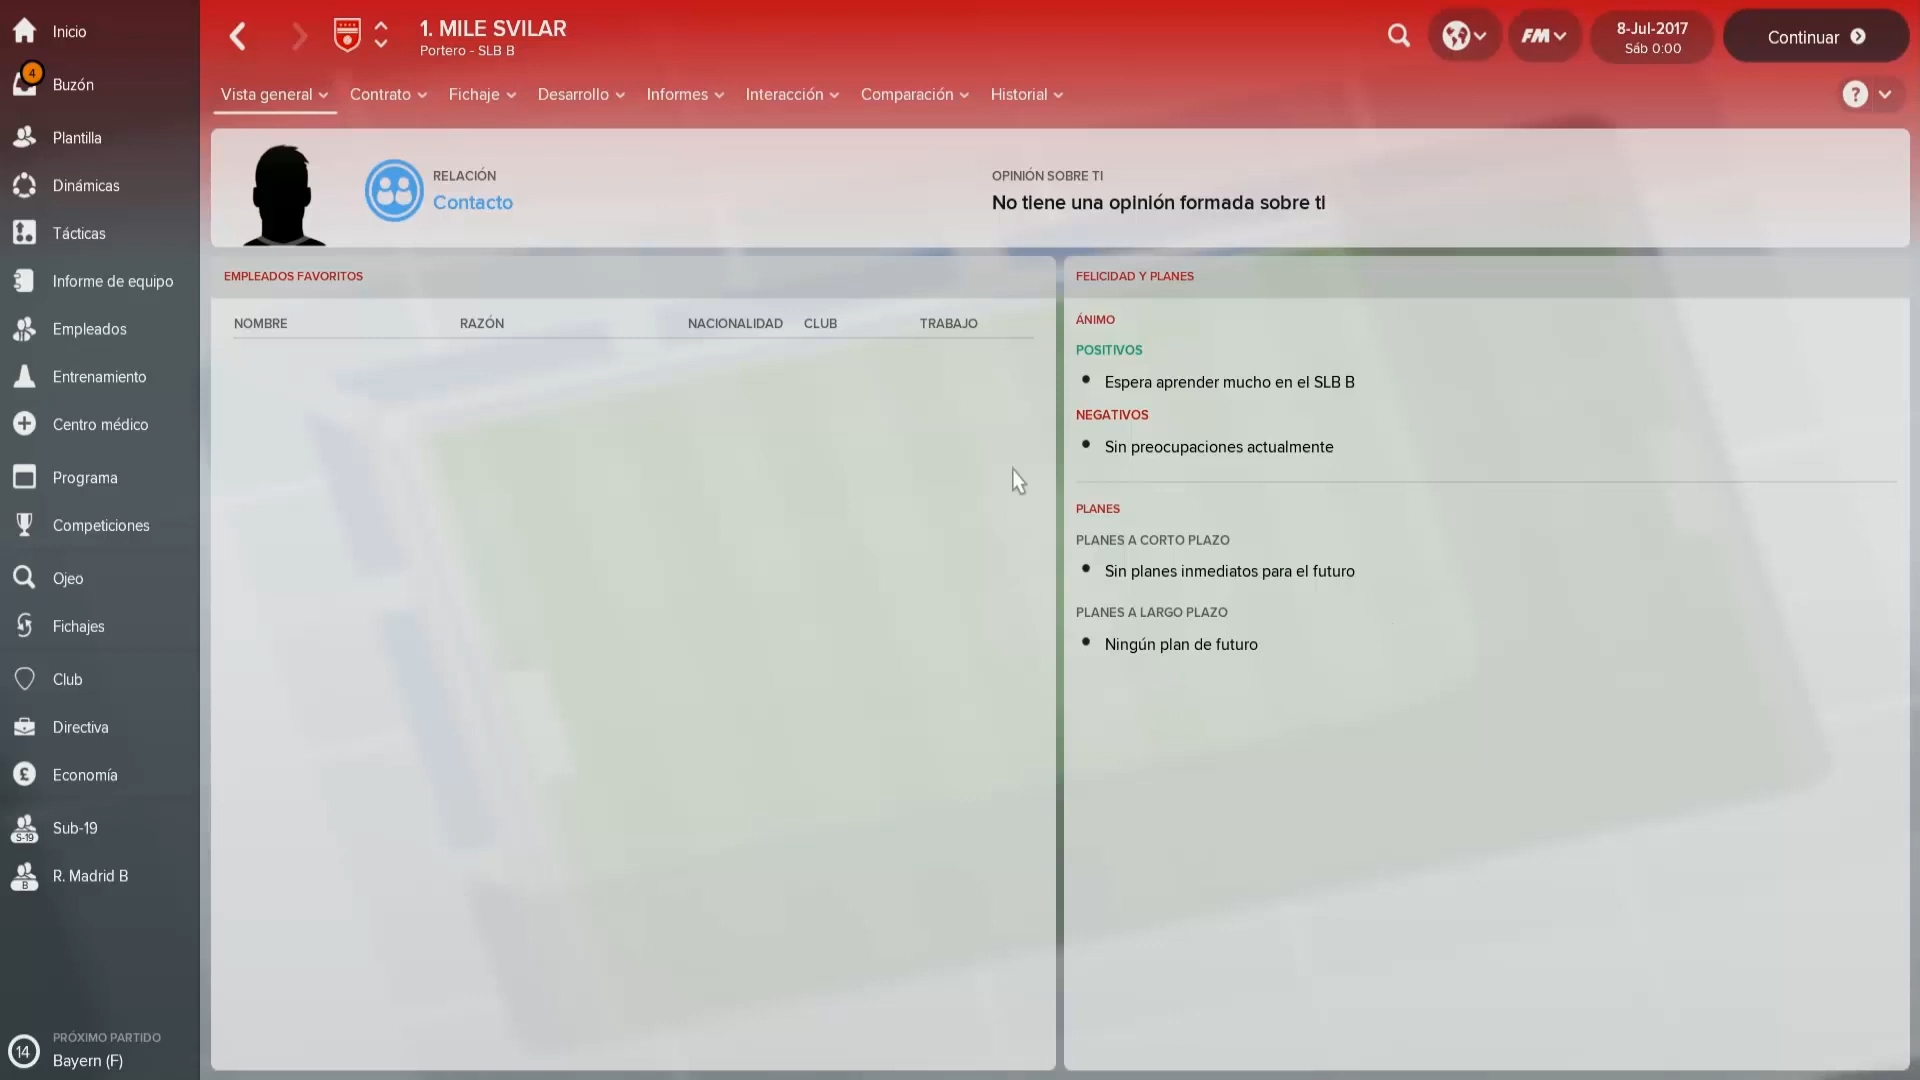 Inicio
4
Buzón
Plantilla
Dinámicas
Tácticas
Informe de equipo
Empleados
Entrenamiento
Centro médico
Programa
Competiciones
Ojeo
Fichajes
Club
Directiva
£
Economía
S-19
Sub-19
B
R. Madrid B
PRÓXIMO PARTIDO
14
Bayern (F)
1. MILE SVILAR
Portero - SLB B
FM
8-Jul-2017
Sáb 0:00
Continuar
Vista general
Contrato
Fichaje
Desarrollo
Informes
Interacción
Comparación
Historial
?
RELACIÓN
Contacto
OPINIÓN SOBRE TI
No tiene una opinión formada sobre ti
EMPLEADOS FAVORITOS
NOMBRE RAZÓN NACIONALIDAD CLUB TRABAJO
FELICIDAD Y PLANES
ÁNIMO
POSITIVOS
• Espera aprender mucho en el SLB B
NEGATIVOS
• Sin preocupaciones actualmente
PLANES
PLANES A CORTO PLAZO
• Sin planes inmediatos para el futuro
PLANES A LARGO PLAZO
• Ningún plan de futuro